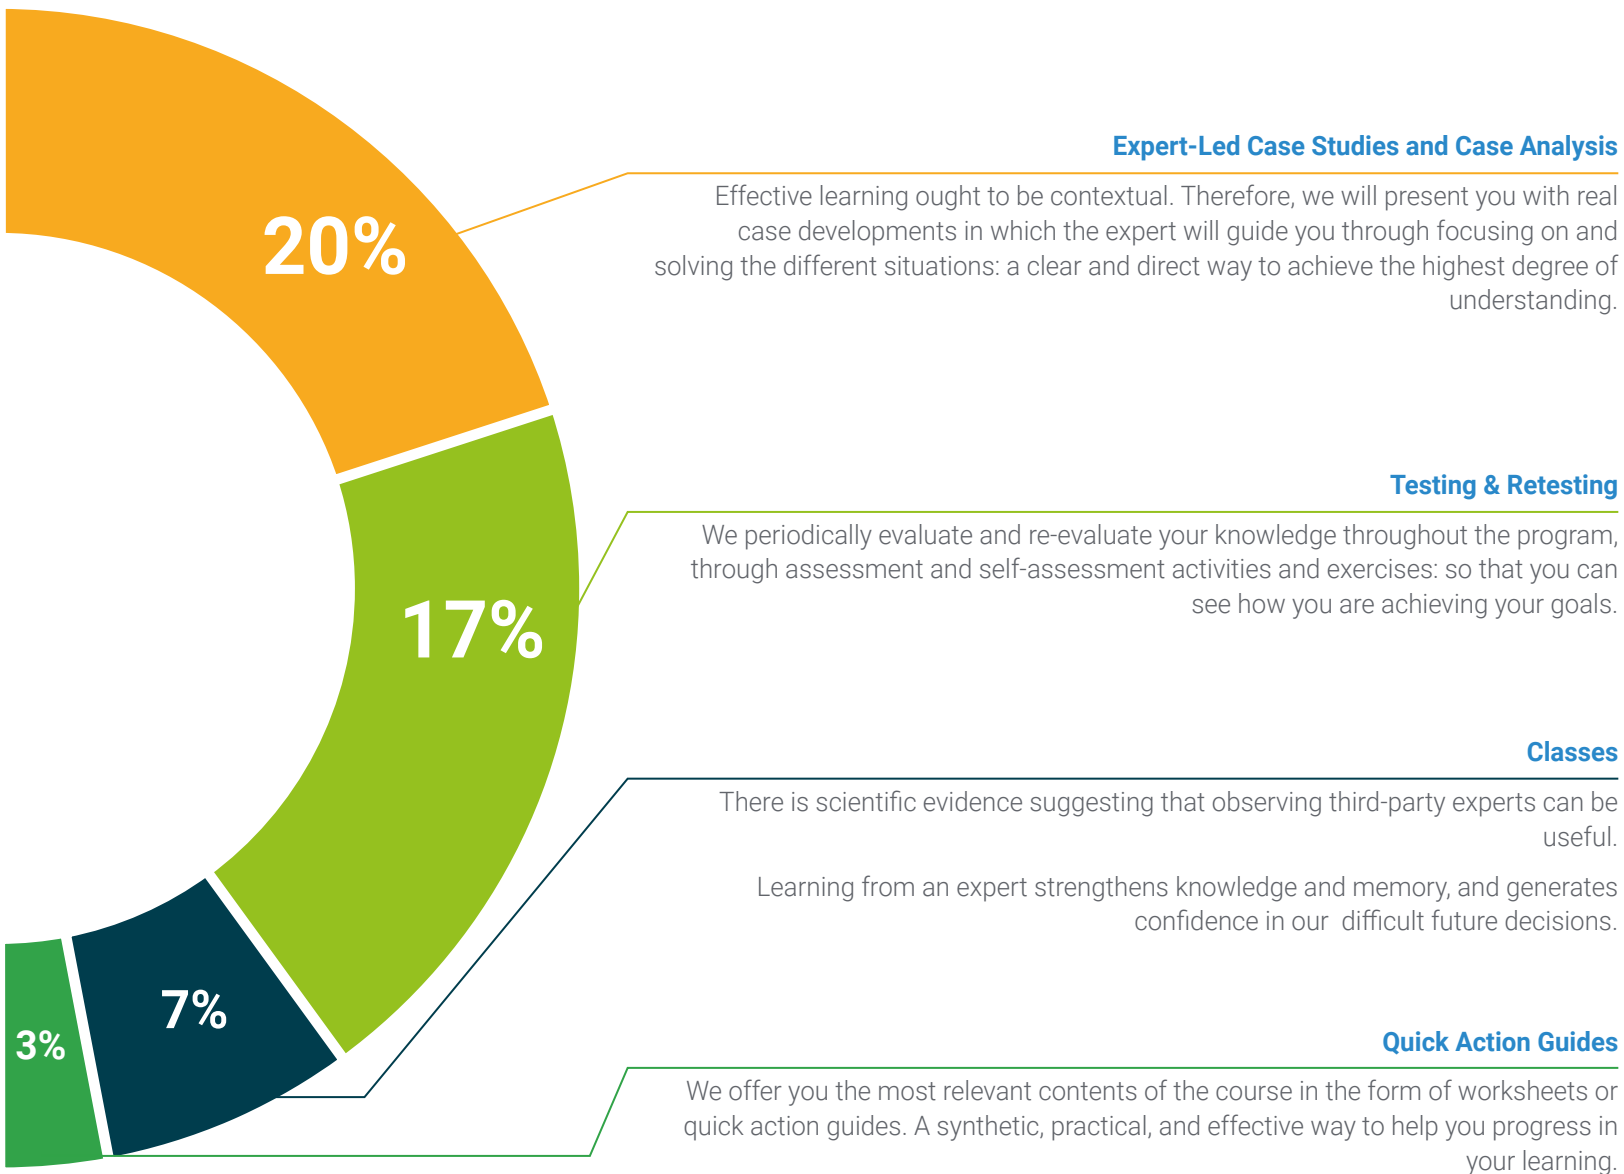 Expert-Led Case Studies and Case Analysis
Effective learning ought to be contextual. Therefore, we will present you with real
case developments in which the expert will guide you through focusing on and
solving the different situations: a clear and direct way to achieve the highest degree of
understanding.
20%
Testing & Retesting
We periodically evaluate and re-evaluate your knowledge throughout the program,
through assessment and self-assessment activities and exercises: so that you can
see how you are achieving your goals.
17%
Classes
There is scientific evidence suggesting that observing third-party experts can be
useful.
Learning from an expert strengthens knowledge and memory, and generates
confidence in our  difficult future decisions.
7%
Quick Action Guides
We offer you the most relevant contents of the course in the form of worksheets or
quick action guides. A synthetic, practical, and effective way to help you progress in
your learning.
3%